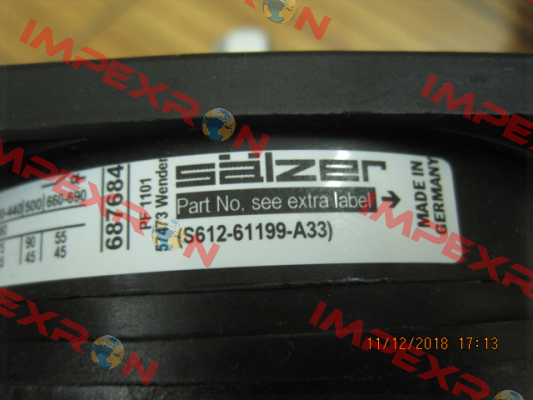 sälzer
Part No. see extra label →
(S612-61199-A33)
MADE IN
GERMANY
PF 1101
57473 Wenden
687684
0-440 500 660-690
90 55
45 45
11/12/2018 17:13
IMPEXRON
IMPEXRON
IMPEXRON
IMPEXRON
IMPEXRON